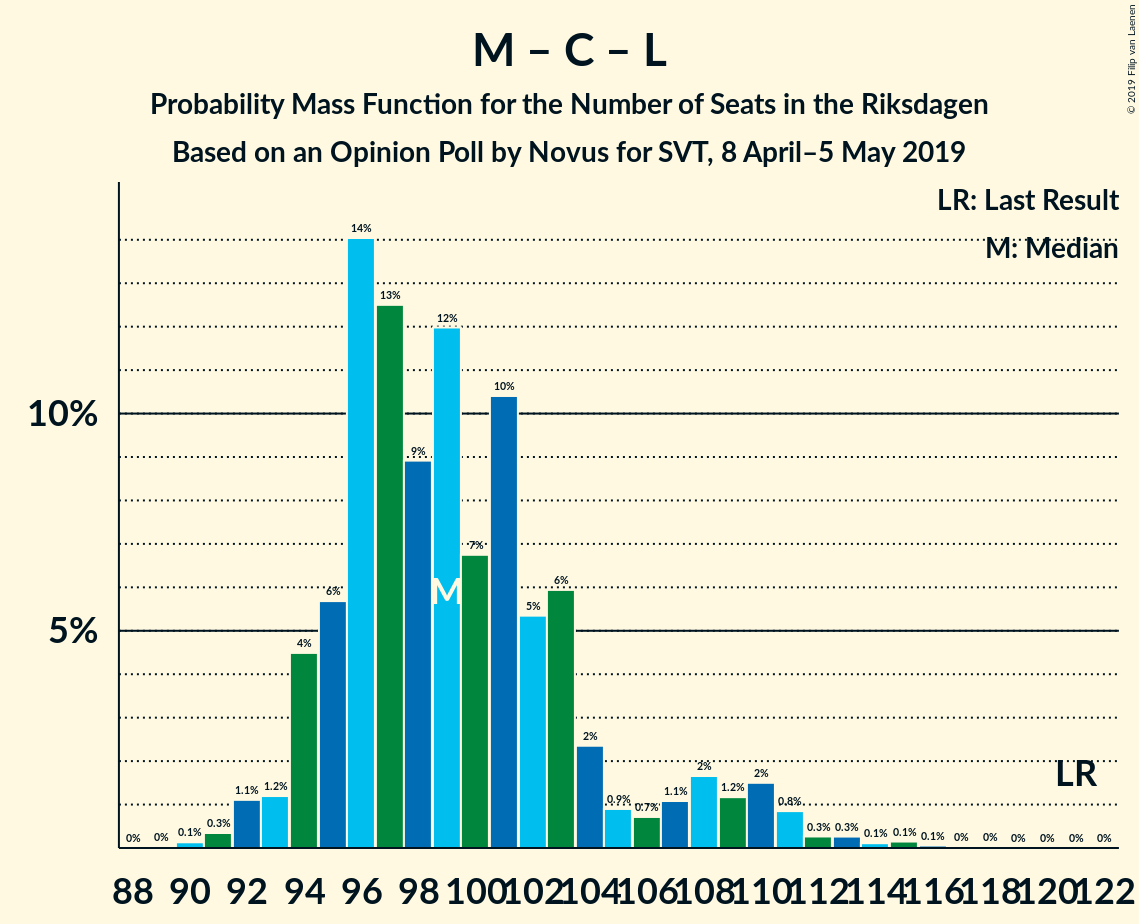 © 2019 Filip van Laenen
M – C – L
Probability Mass Function for the Number of Seats in the Riksdagen
Based on an Opinion Poll by Novus for SVT, 8 April–5 May 2019
LR: Last Result
M: Median
10%
5%
0% 0% 0.1% 0.3% 1.1% 1.2% 4% 6% 14% 13% 9% 12% 7% 10% 5% 6% 2% 0.9% 0.7% 1.1% 2% 1.2% 2% 0.8% 0.3% 0.3% 0.1% 0.1% 0.1% 0% 0% 0% 0% 0% 0%
M
LR
88 90 92 94 96 98 100 102 104 106 108 110 112 114 116 118 120 122